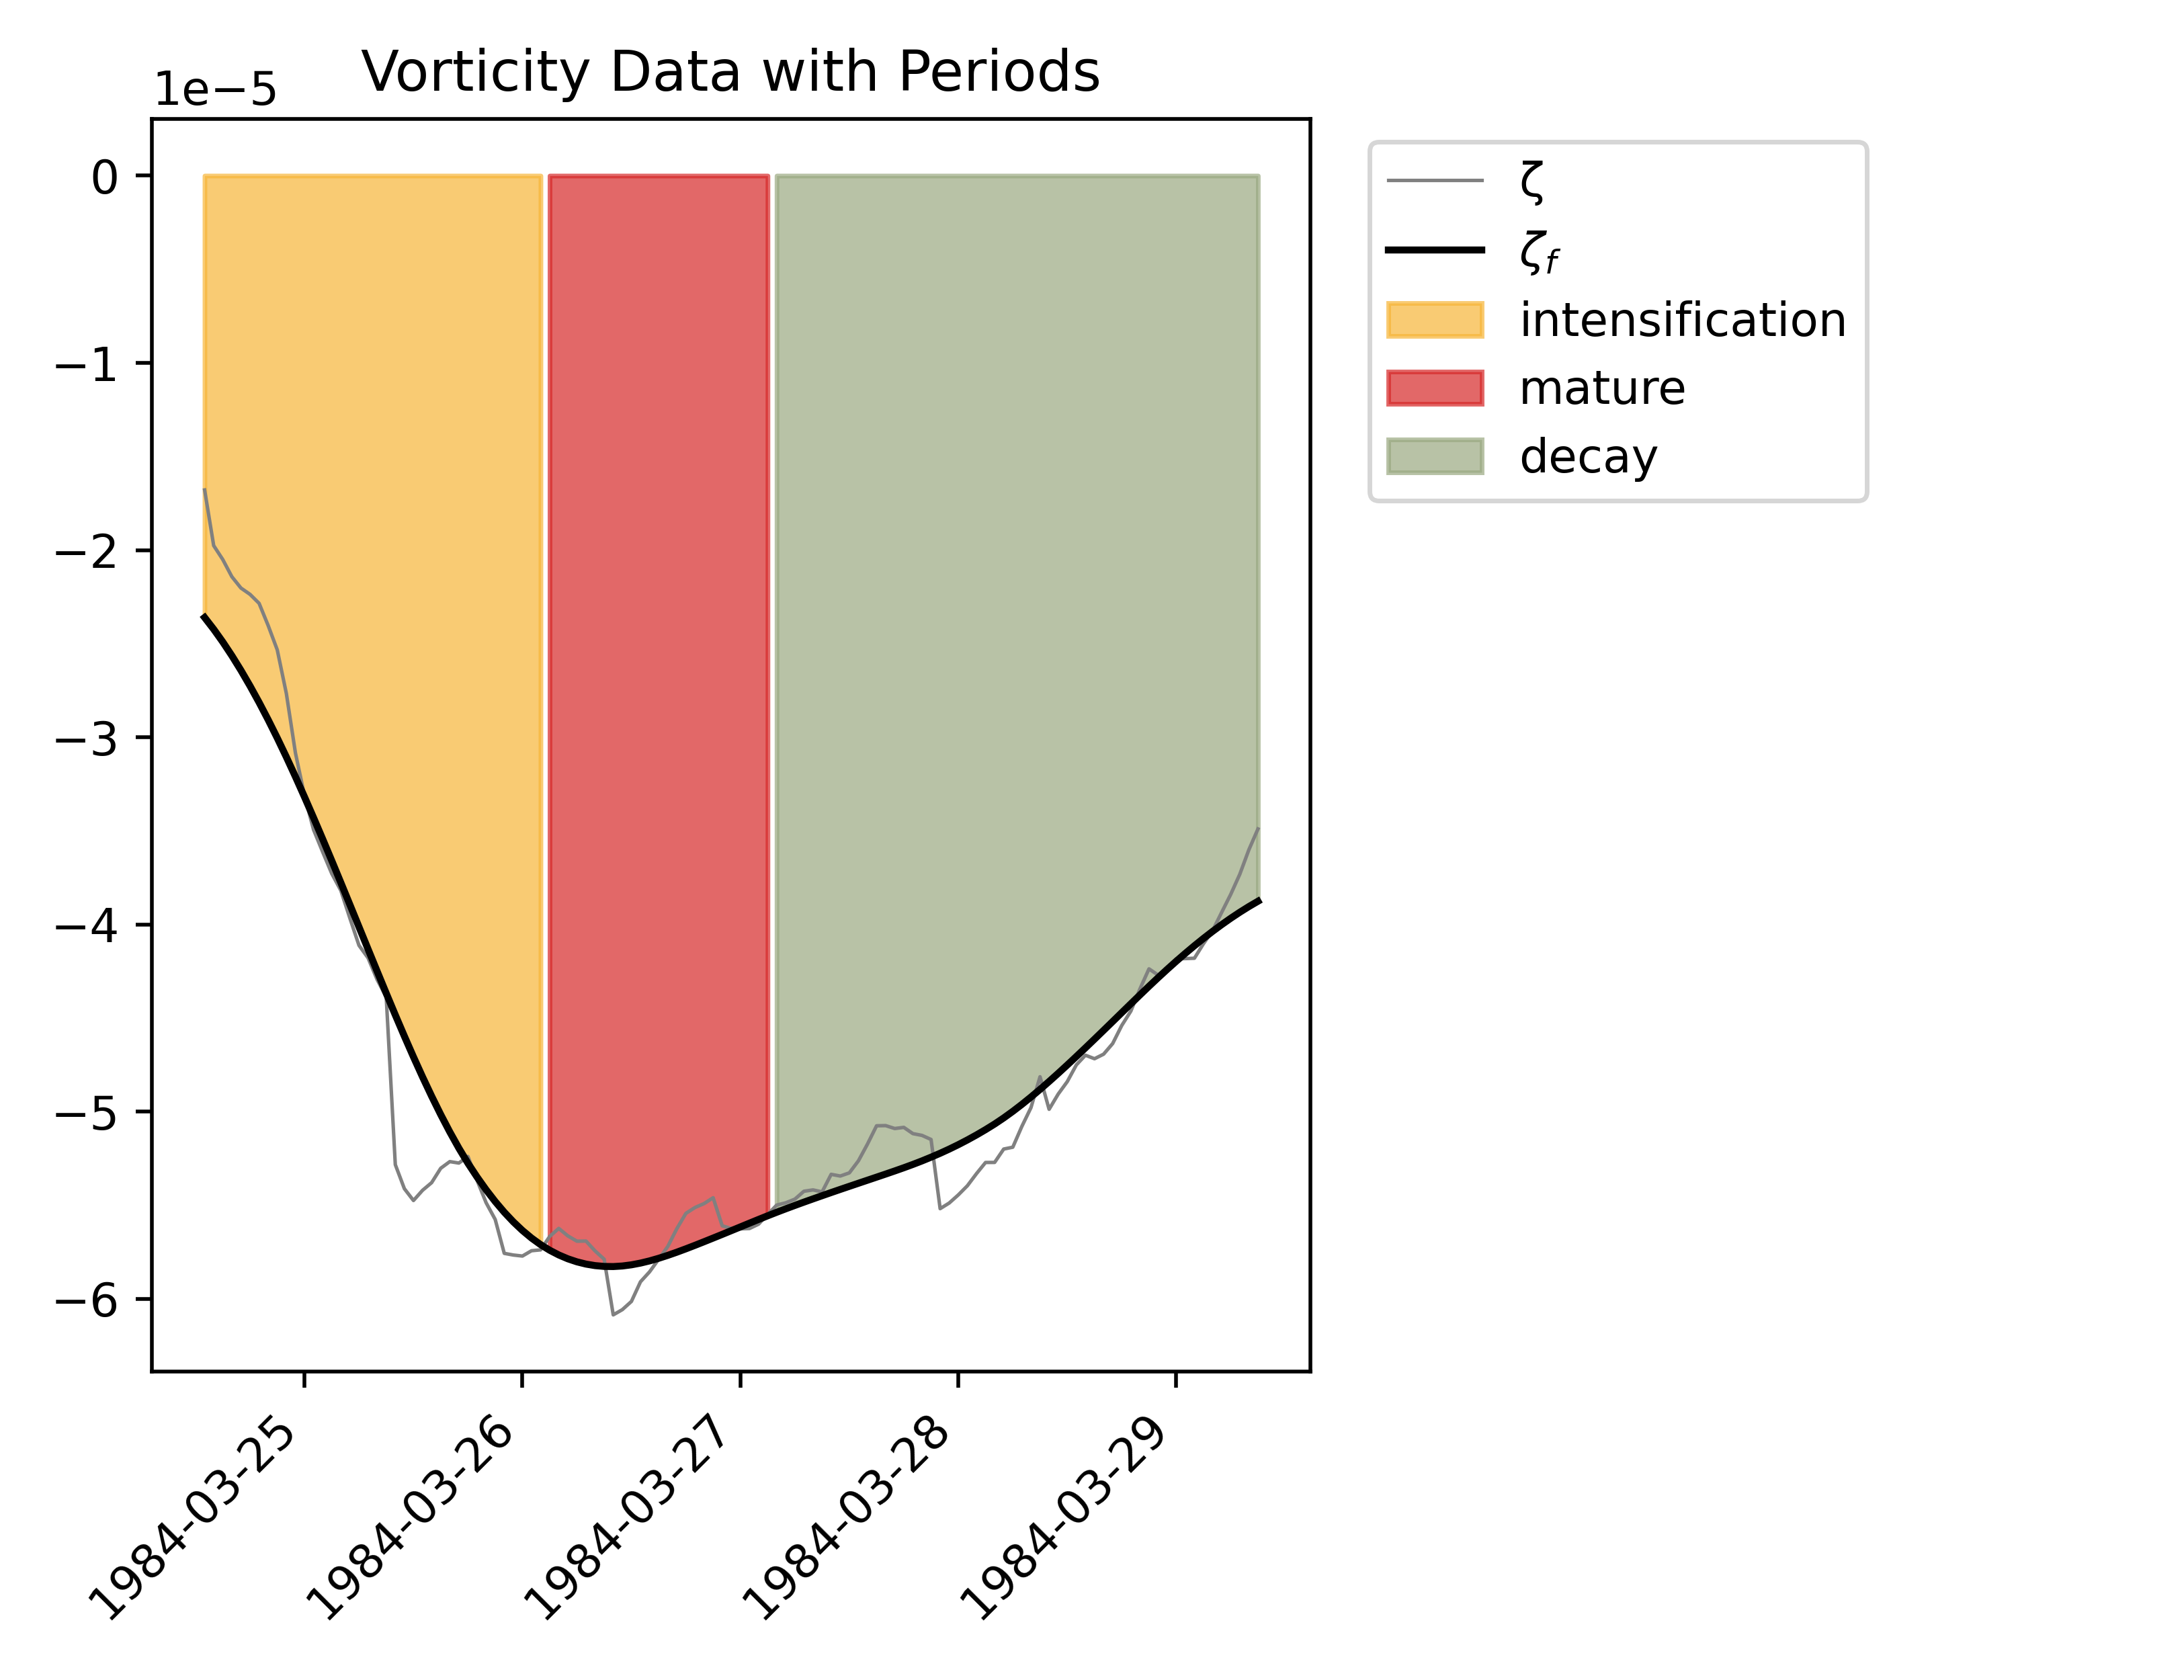 Vorticity Data with Periods
1e−5
0
−1
−2
−3
−4
−5
−6
1984-03-25
1984-03-26
1984-03-27
1984-03-28
1984-03-29
ζ
ζf
intensification
mature
decay